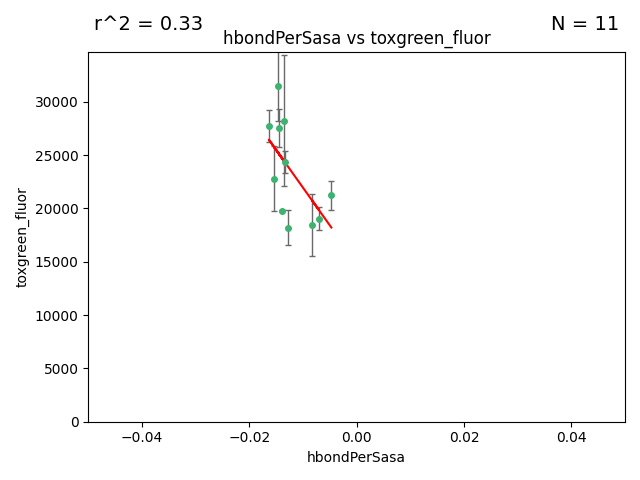 r^2 = 0.33
N = 11
hbondPerSasa vs toxgreen_fluor
30000
25000
20000
15000
10000
5000
0
toxgreen_fluor
−0.04
−0.02
0.00
0.02
0.04
hbondPerSasa